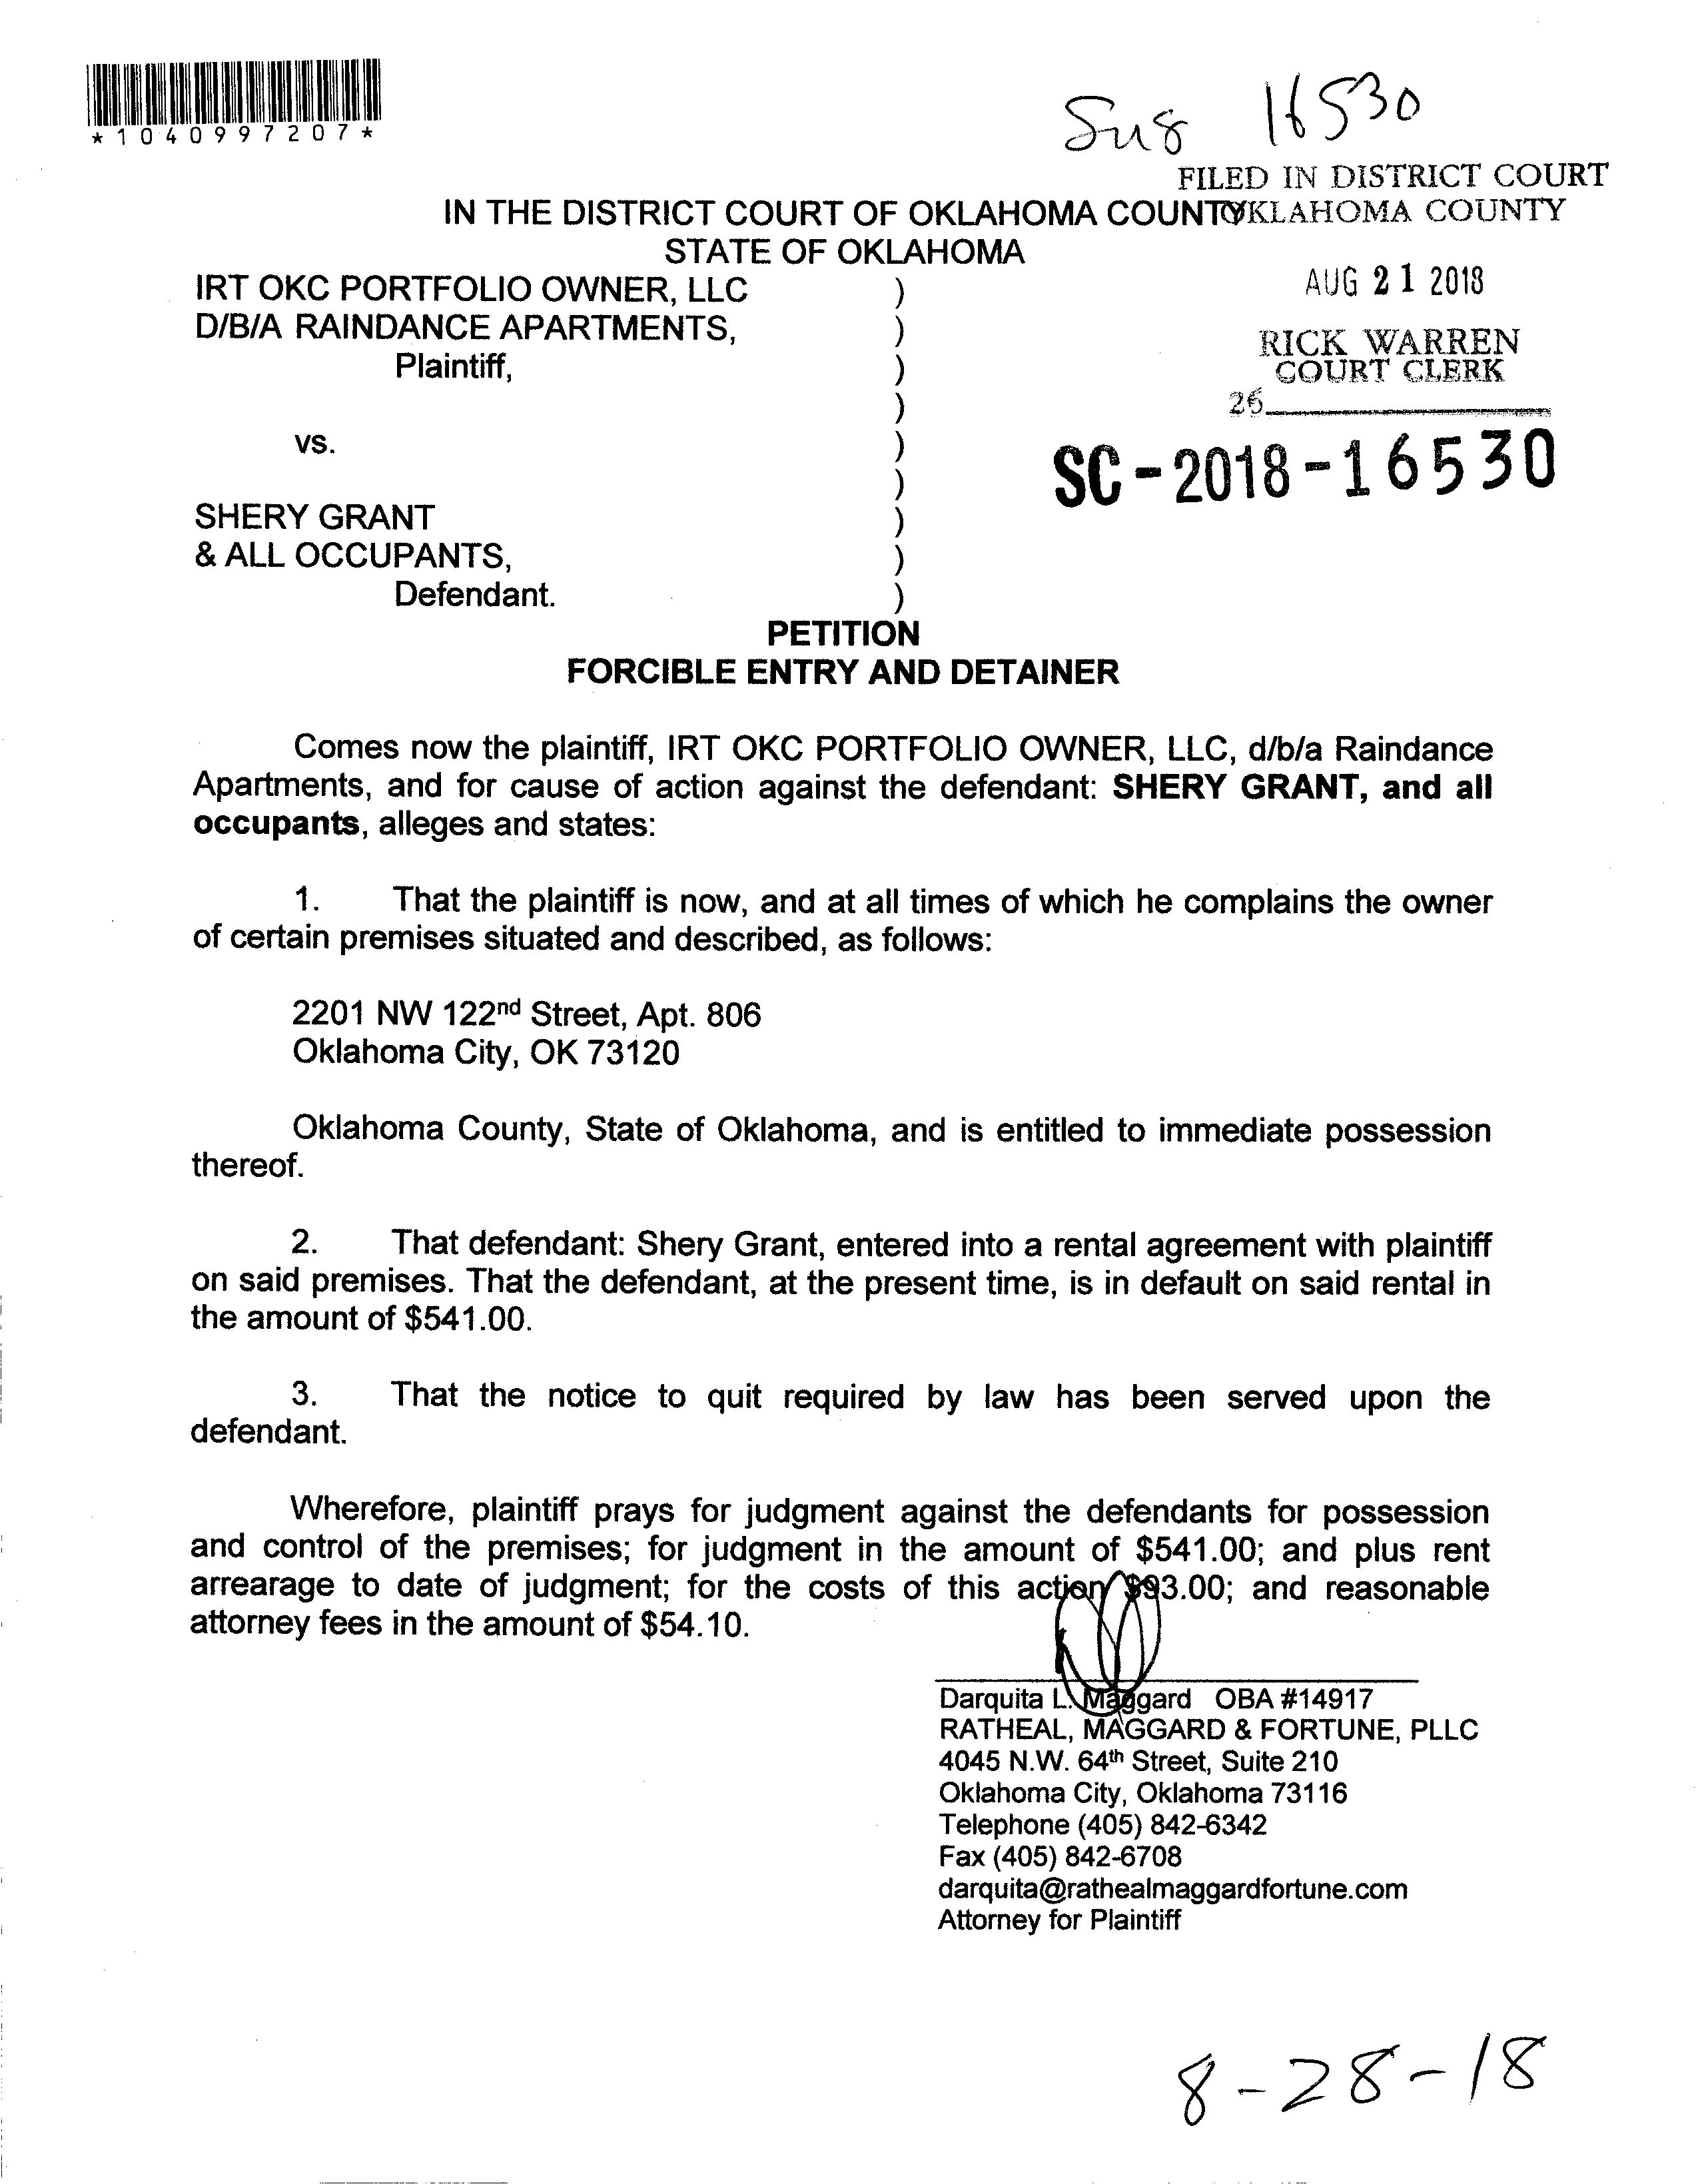 *1040997207*
16530
FILED IN DISTRICT COURT
IN THE DISTRICT COURT OF OKLAHOMA COUNTY OKLAHOMA COUNTY
STATE OF OKLAHOMA
AUG 21 2018
IRT OKC PORTFOLIO OWNER, LLC )
D/B/A RAINDANCE APARTMENTS, )
RICK WARREN
Plaintiff, )
COURT CLERK
)
26
vs. )
SC-2018-16530
)
SHERY GRANT )
& ALL OCCUPANTS, )
Defendant. )
PETITION
FORCIBLE ENTRY AND DETAINER
Comes now the plaintiff, IRT OKC PORTFOLIO OWNER, LLC, d/b/a Raindance
Apartments, and for cause of action against the defendant: SHERY GRANT, and all
occupants, alleges and states:
1. That the plaintiff is now, and at all times of which he complains the owner
of certain premises situated and described, as follows:
2201 NW 122nd Street, Apt. 806
Oklahoma City, OK 73120
Oklahoma County, State of Oklahoma, and is entitled to immediate possession
thereof.
2. That defendant: Shery Grant, entered into a rental agreement with plaintiff
on said premises. That the defendant, at the present time, is in default on said rental in
the amount of $541.00.
3. That the notice to quit required by law has been served upon the
defendant.
Wherefore, plaintiff prays for judgment against the defendants for possession
and control of the premises; for judgment in the amount of $541.00; and plus rent
arrearage to date of judgment; for the costs of this action $93.00; and reasonable
attorney fees in the amount of $54.10.
Darquita L. Maggard OBA #14917
RATHEAL, MAGGARD & FORTUNE, PLLC
4045 N.W. 64th Street, Suite 210
Oklahoma City, Oklahoma 73116
Telephone (405) 842-6342
Fax (405) 842-6708
darquita@rathealmaggardfortune.com
Attorney for Plaintiff
8-28-18